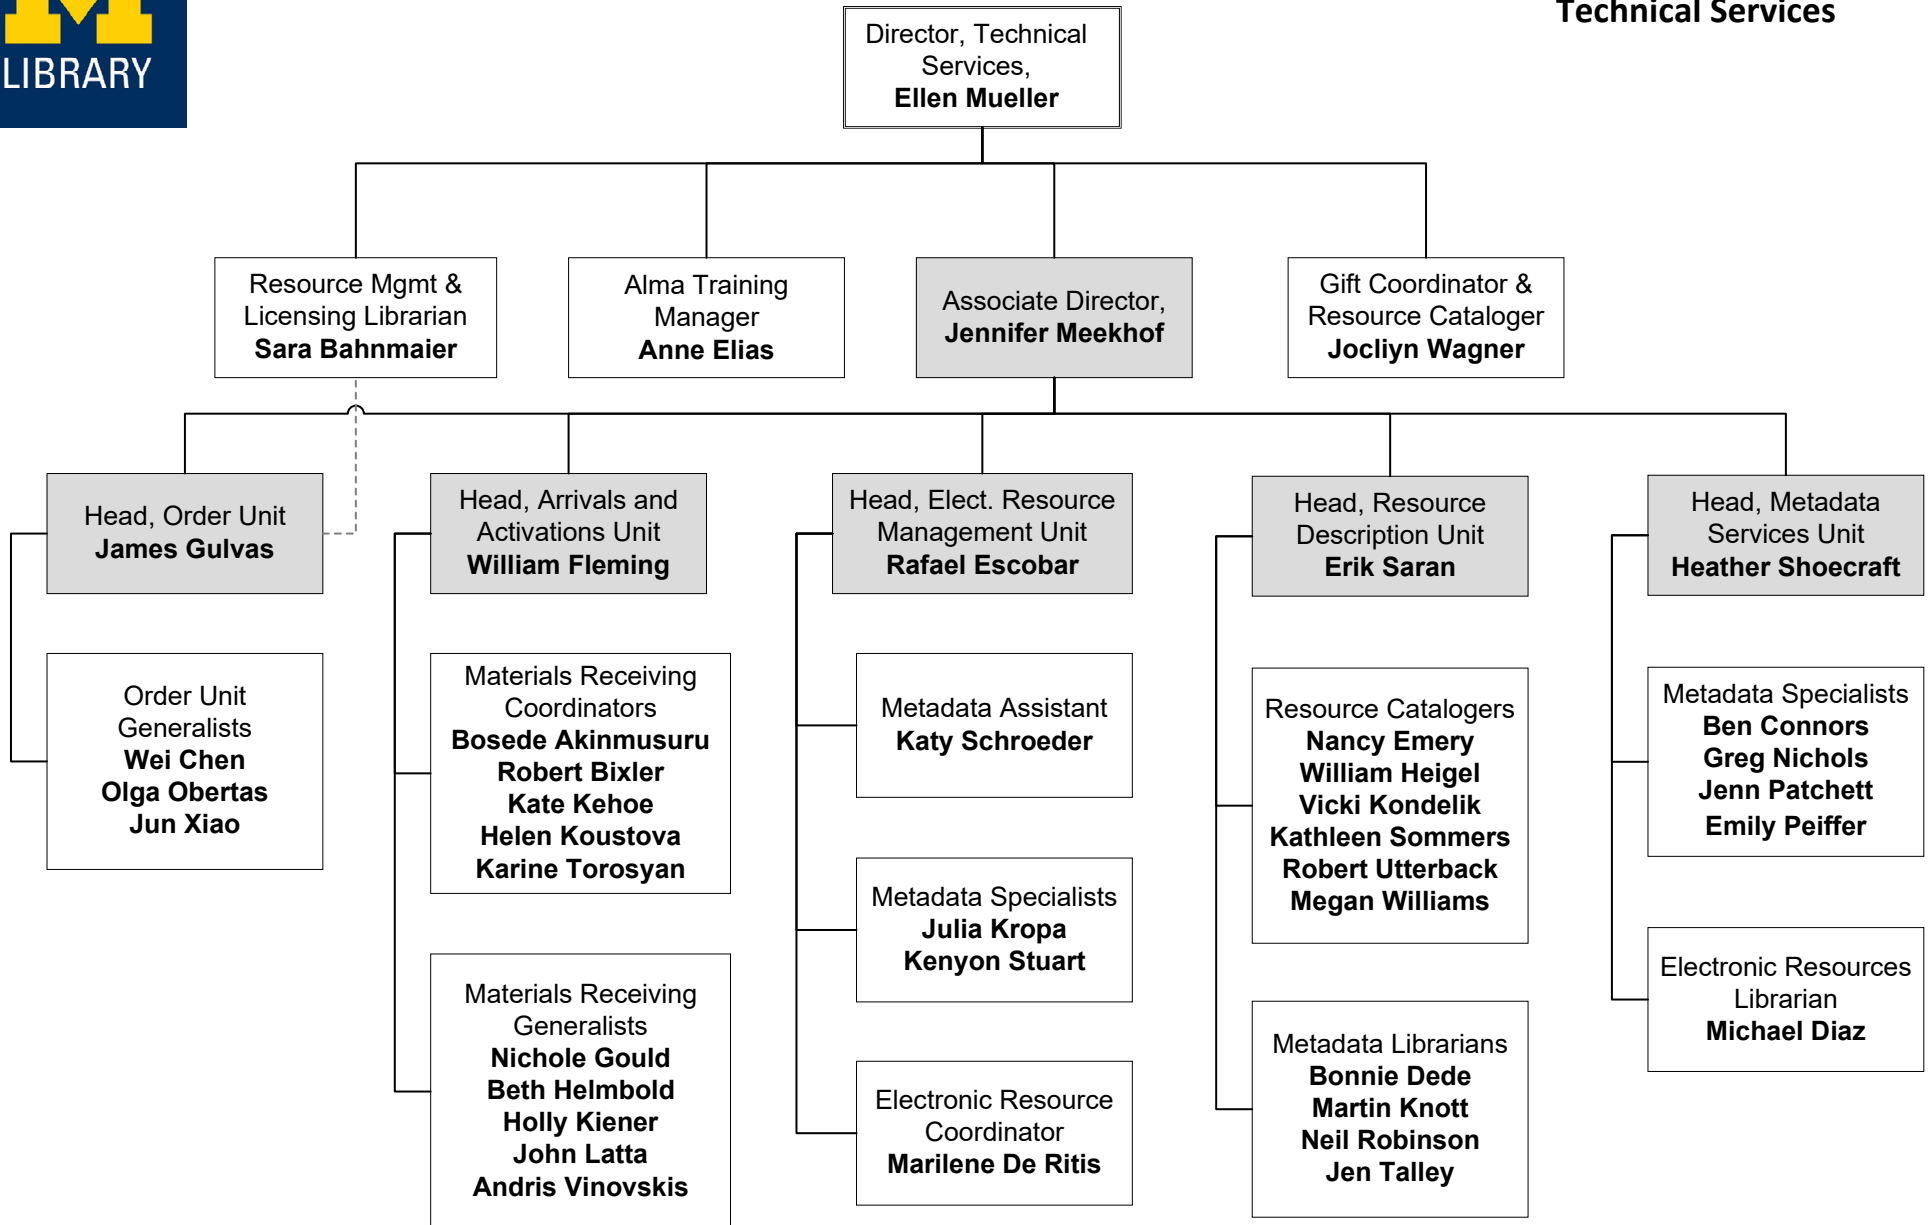 Technical Services
LIBRARY
Director, Technical
Services,
Ellen Mueller
Resource Mgmt &
Licensing Librarian
Sara Bahnmaier
Alma Training
Manager
Anne Elias
Associate Director,
Jennifer Meekhof
Gift Coordinator &
Resource Cataloger
Jocliyn Wagner
Head, Order Unit
James Gulvas
Head, Arrivals and
Activations Unit
William Fleming
Head, Elect. Resource
Management Unit
Rafael Escobar
Head, Resource
Description Unit
Erik Saran
Head, Metadata
Services Unit
Heather Shoecraft
Order Unit
Generalists
Wei Chen
Olga Obertas
Jun Xiao
Materials Receiving
Coordinators
Bosede Akinmusuru
Robert Bixler
Kate Kehoe
Helen Koustova
Karine Torosyan
Materials Receiving
Generalists
Nichole Gould
Beth Helmbold
Holly Kiener
John Latta
Andris Vinovskis
Metadata Assistant
Katy Schroeder
Metadata Specialists
Julia Kropa
Kenyon Stuart
Electronic Resource
Coordinator
Marilene De Ritis
Resource Catalogers
Nancy Emery
William Heigel
Vicki Kondelik
Kathleen Sommers
Robert Utterback
Megan Williams
Metadata Librarians
Bonnie Dede
Martin Knott
Neil Robinson
Jen Talley
Metadata Specialists
Ben Connors
Greg Nichols
Jenn Patchett
Emily Peiffer
Electronic Resources
Librarian
Michael Diaz